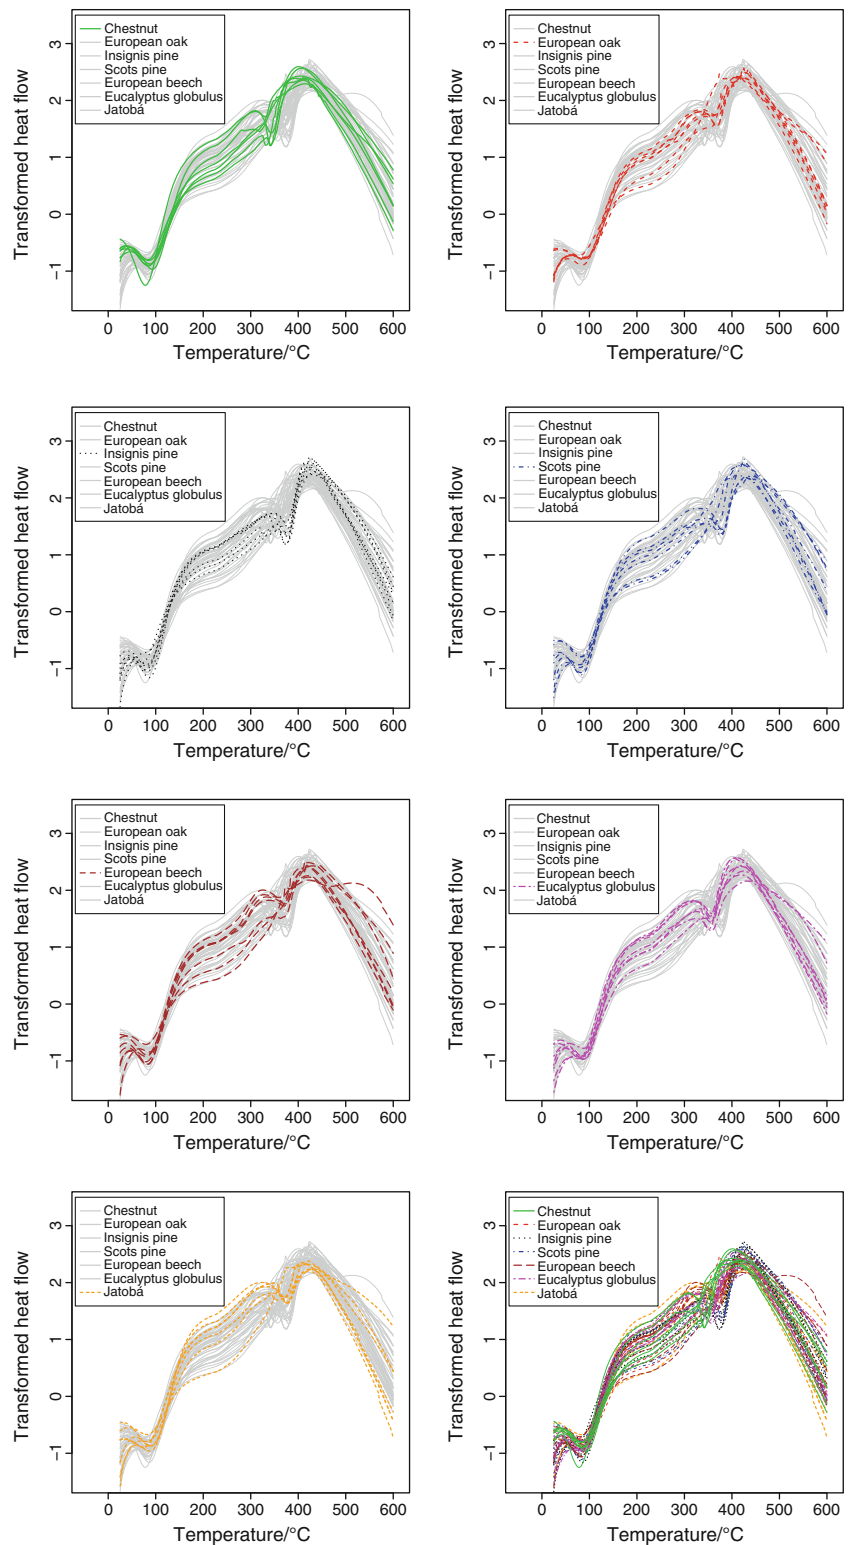 Chestnut
European oak
Insignis pine
Scots pine
European beech
Eucalyptus globulus
Jatobá
Transformed heat flow
3
2
1
0
−1
0 100 200 300 400 500 600
Temperature/°C
Chestnut
European oak
Insignis pine
Scots pine
European beech
Eucalyptus globulus
Jatobá
Transformed heat flow
3
2
1
0
−1
0 100 200 300 400 500 600
Temperature/°C
Chestnut
European oak
Insignis pine
Scots pine
European beech
Eucalyptus globulus
Jatobá
Transformed heat flow
3
2
1
0
−1
0 100 200 300 400 500 600
Temperature/°C
Chestnut
European oak
Insignis pine
Scots pine
European beech
Eucalyptus globulus
Jatobá
Transformed heat flow
3
2
1
0
−1
0 100 200 300 400 500 600
Temperature/°C
Chestnut
European oak
Insignis pine
Scots pine
European beech
Eucalyptus globulus
Jatobá
Transformed heat flow
3
2
1
0
−1
0 100 200 300 400 500 600
Temperature/°C
Chestnut
European oak
Insignis pine
Scots pine
European beech
Eucalyptus globulus
Jatobá
Transformed heat flow
3
2
1
0
−1
0 100 200 300 400 500 600
Temperature/°C
Chestnut
European oak
Insignis pine
Scots pine
European beech
Eucalyptus globulus
Jatobá
Transformed heat flow
3
2
1
0
−1
0 100 200 300 400 500 600
Temperature/°C
Chestnut
European oak
Insignis pine
Scots pine
European beech
Eucalyptus globulus
Jatobá
Transformed heat flow
3
2
1
0
−1
0 100 200 300 400 500 600
Temperature/°C